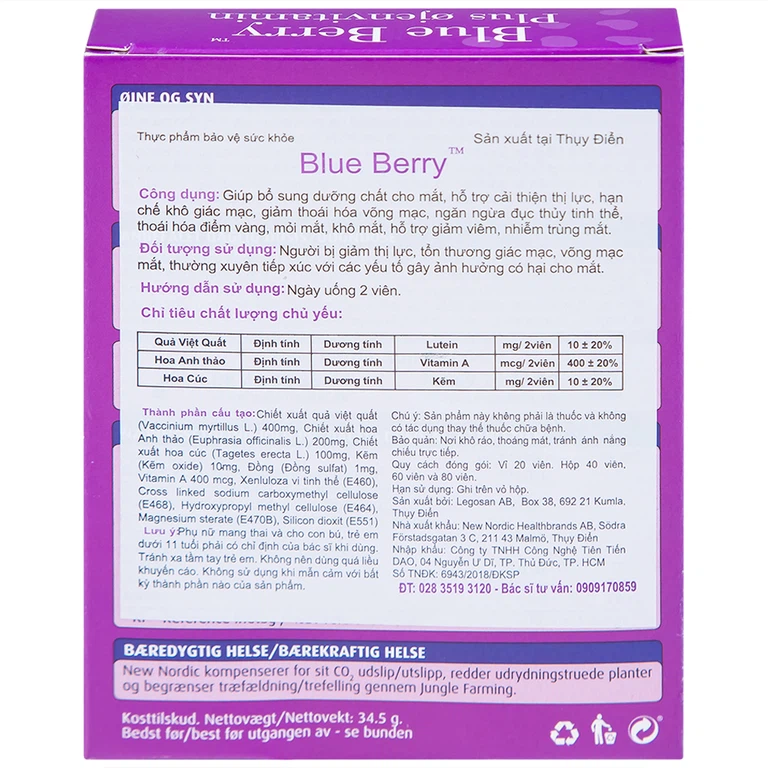 Blue Berry™
Plus øjenvitamin
ØJNE OG SYN
Thực phẩm bảo vệ sức khỏe
Sản xuất tại Thụy Điển
Blue Berry™
Công dụng: Giúp bổ sung dưỡng chất cho mắt, hỗ trợ cải thiện thị lực, hạn
chế khô giác mạc, giảm thoái hóa võng mạc, ngăn ngừa đục thủy tinh thể,
thoái hóa điểm vàng, mỏi mắt, khô mắt, hỗ trợ giảm viêm, nhiễm trùng mắt.
Đối tượng sử dụng: Người bị giảm thị lực, tổn thương giác mạc, võng mạc
mắt, thường xuyên tiếp xúc với các yếu tố gây ảnh hưởng có hại cho mắt.
Hướng dẫn sử dụng: Ngày uống 2 viên.
Chỉ tiêu chất lượng chủ yếu:
Quả Việt Quất Định tính Dương tính Lutein mg/ 2viên 10 ± 20%
Hoa Anh thảo Định tính Dương tính Vitamin A mcg/ 2viên 400 ± 20%
Hoa Cúc Định tính Dương tính Kẽm mg/ 2viên 10 ± 20%
Thành phần cấu tạo: Chiết xuất quả việt quất
(Vaccinium myrtillus L.) 400mg, Chiết xuất hoa
Anh thảo (Euphrasia officinalis L.) 200mg, Chiết
xuất hoa cúc (Tagetes erecta L.) 100mg, Kẽm
(Kẽm oxide) 10mg, Đồng (Đồng sulfat) 1mg,
Vitamin A 400 mcg, Xenluloza vi tinh thể (E460),
Cross linked sodium carboxymethyl cellulose
(E468), Hydroxypropyl methyl cellulose (E464),
Magnesium sterate (E470B), Silicon dioxit (E551)
Lưu ý: Phụ nữ mang thai và cho con bú, trẻ em
dưới 11 tuổi phải có chỉ định của bác sĩ khi dùng.
Tránh xa tầm tay trẻ em. Không nên dùng quá liều
khuyến cáo. Không sử dụng khi mẫn cảm với bất
kỳ thành phần nào của sản phẩm.
Chú ý: Sản phẩm này không phải là thuốc và không
có tác dụng thay thế thuốc chữa bệnh.
Bảo quản: Nơi khô ráo, thoáng mát, tránh ánh nắng
chiếu trực tiếp.
Quy cách đóng gói: Vỉ 20 viên. Hộp 40 viên,
60 viên và 80 viên.
Hạn sử dụng: Ghi trên vỏ hộp.
Sản xuất bởi: Legosan AB, Box 38, 692 21 Kumla,
Thụy Điển
Nhà xuất khẩu: New Nordic Healthbrands AB, Södra
Förstadsgatan 3 C, 211 43 Malmö, Thụy Điển
Nhập khẩu: Công ty TNHH Công Nghệ Tiên Tiến
DAO, 04 Nguyễn Ư Dĩ, TP. Thủ Đức, TP. HCM
Số TNĐK: 6943/2018/ĐKSP
ĐT: 028 3519 3120 - Bác sĩ tư vấn: 0909170859
BÆREDYGTIG HELSE/BÆREKRAFTIG HELSE
New Nordic kompenserer for sit CO2 udslip/utslipp, redder udrydningstruede planter
og begrænser træfældning/trefelling gennem Jungle Farming.
Kosttilskud. Nettovægt/Nettovekt: 34.5 g.
Bedst før/best før utgangen av - se bunden